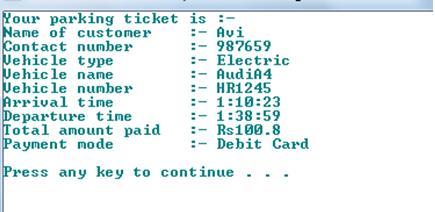 Your parking ticket is :-
Name of customer :- Avi
Contact number :- 987659
Vehicle type :- Electric
Vehicle name :- AudiA4
Vehicle number :- HR1245
Arrival time :- 1:10:23
Departure time :- 1:38:59
Total amount paid :- Rs100.8
Payment mode :- Debit Card
Press any key to continue . . .